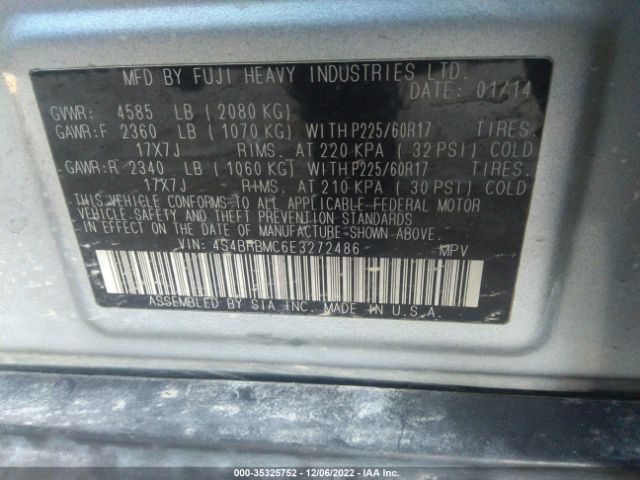 MFD BY FUJI HEAVY INDUSTRIES LTD.
DATE: 01/14
GVWR: 4585 LB ( 2080 KG)
GAWR:F 2360 LB ( 1070 KG) WITH P225/60R17 TIRES.
17X7J RIMS. AT 220 KPA ( 32 PSI) COLD
GAWR:R 2340 LB ( 1060 KG) WITH P225/60R17 TIRES.
17X7J RIMS. AT 210 KPA ( 30 PSI) COLD
THIS VEHICLE CONFORMS TO ALL APPLICABLE FEDERAL MOTOR
VEHICLE SAFETY AND THEFT PREVENTION STANDARDS
IN EFFECT ON THE DATE OF MANUFACTURE SHOWN ABOVE.
VIN: 4S4BRBMC6E3272486 MPV
ASSEMBLED BY SIA INC. MADE IN U.S.A.
000-35325752 - 12/06/2022 - IAA Inc.